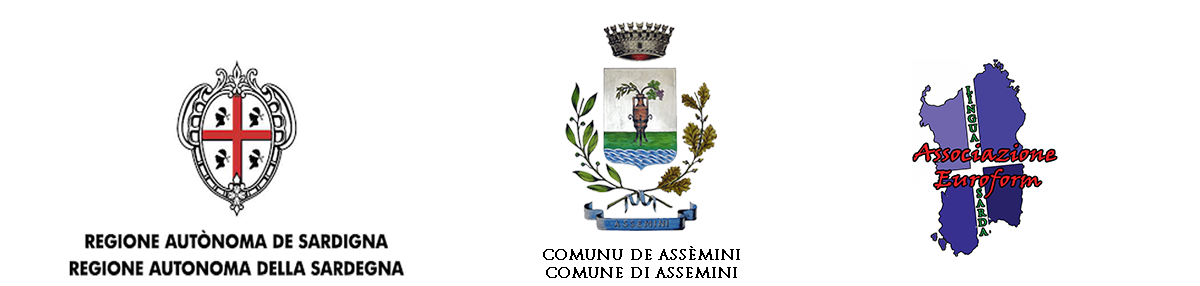 REGIONE AUTÒNOMA DE SARDIGNA
REGIONE AUTONOMA DELLA SARDEGNA
ASSEMINI
COMUNU DE ASSÈMINI
COMUNE DI ASSEMINI
LINGUA
Associazione
Euroform
SARDA